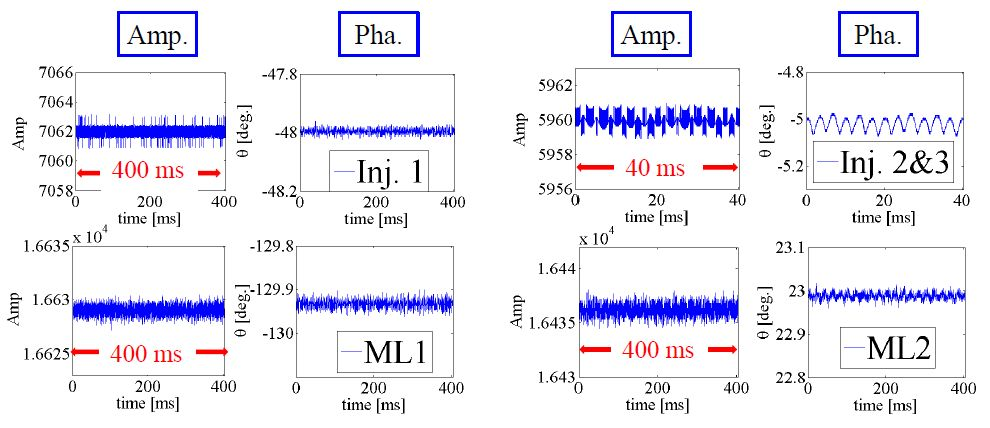 Amp.
Pha.
Amp.
Pha.
7066
7064
7062
7060
7058
Amp
0
200
400
time [ms]
400 ms
-47.8
-48
-48.2
θ [deg.]
0
200
400
time [ms]
Inj. 1
5962
5960
5958
5956
Amp
0
20
40
time [ms]
40 ms
-4.8
-5
-5.2
θ [deg.]
0
20
40
time [ms]
Inj. 2&3
x 10⁴
1.6635
1.663
1.6625
Amp
0
200
400
time [ms]
400 ms
-129.8
-129.9
-130
θ [deg.]
0
200
400
time [ms]
ML1
x 10⁴
1.644
1.6435
1.643
Amp
0
200
400
time [ms]
400 ms
23.1
23
22.9
22.8
θ [deg.]
0
200
400
time [ms]
ML2